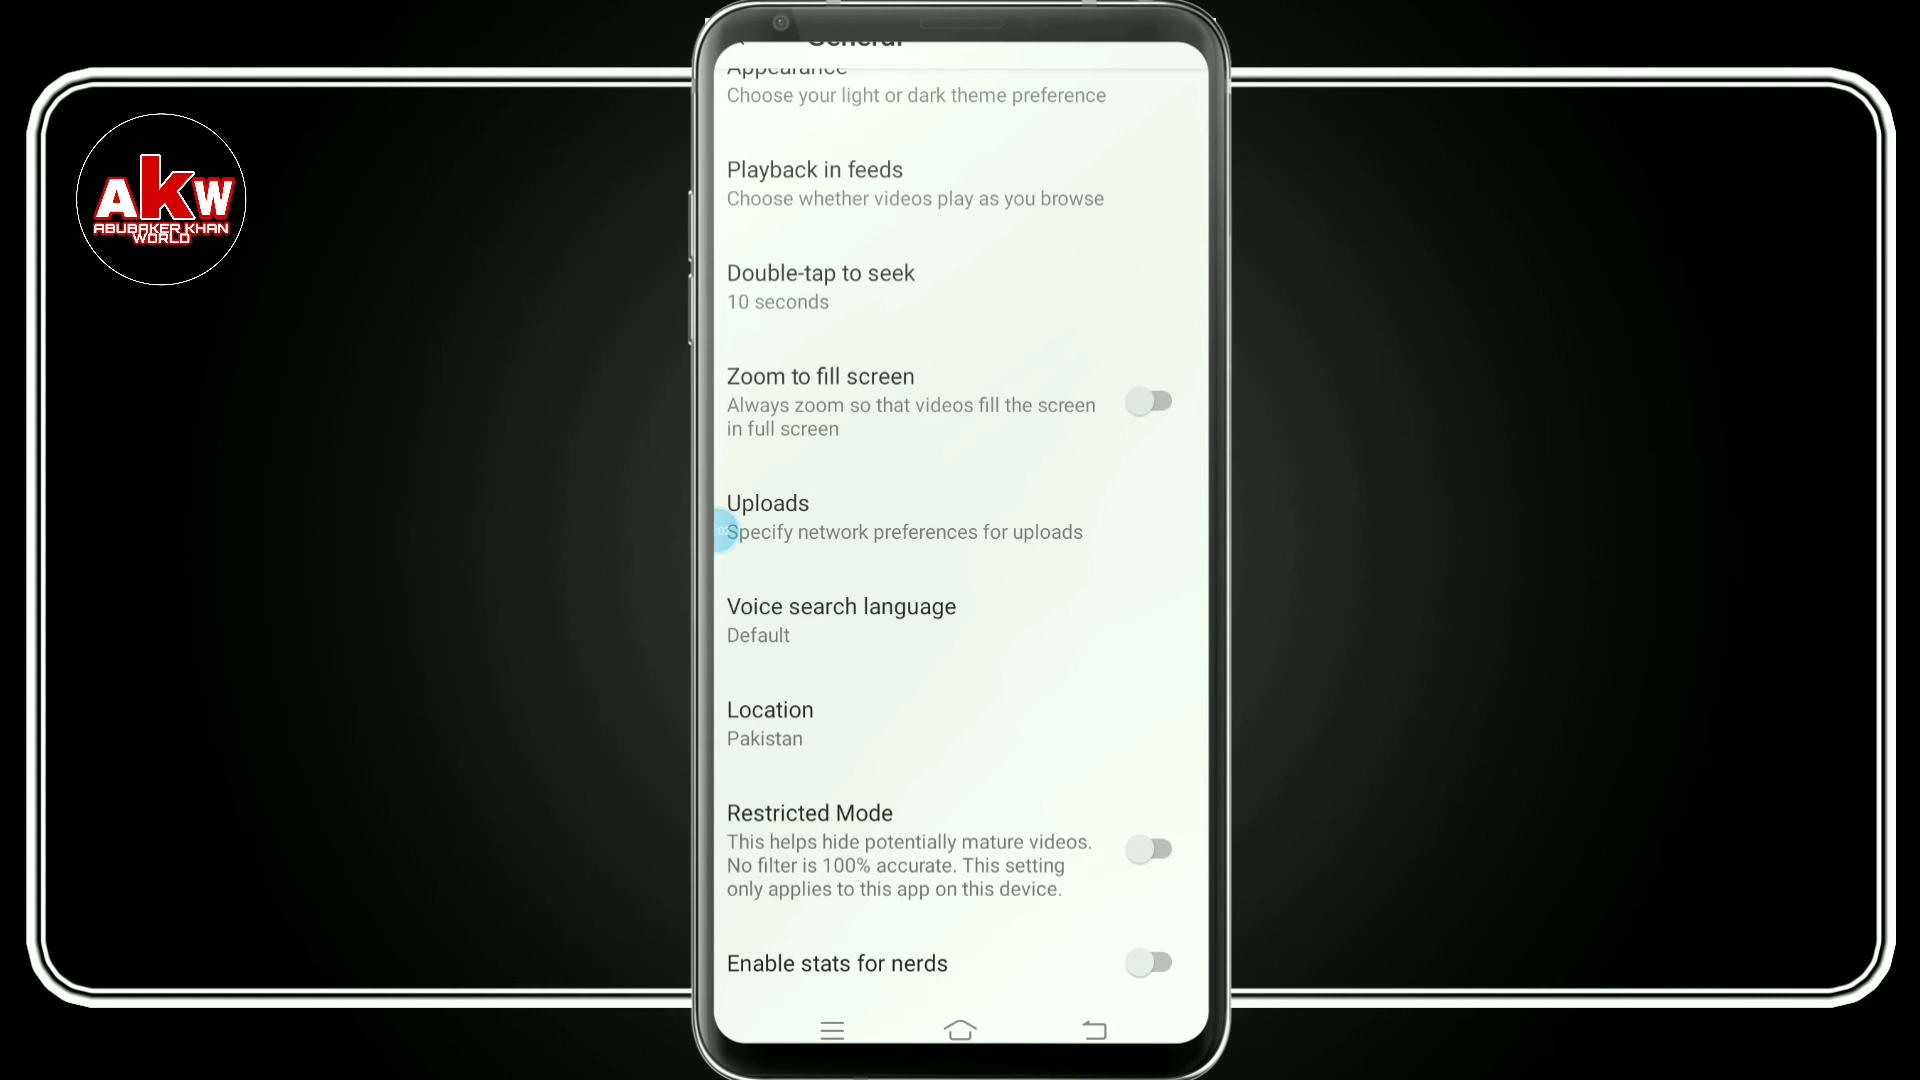 General
Appearance
Choose your light or dark theme preference
AKW
ABUBAKER KHAN
WORLD
Playback in feeds
Choose whether videos play as you browse
Double-tap to seek
10 seconds
Zoom to fill screen
Always zoom so that videos fill the screen
in full screen
Uploads
Specify network preferences for uploads
Voice search language
Default
Location
Pakistan
Restricted Mode
This helps hide potentially mature videos.
No filter is 100% accurate. This setting
only applies to this app on this device.
Enable stats for nerds